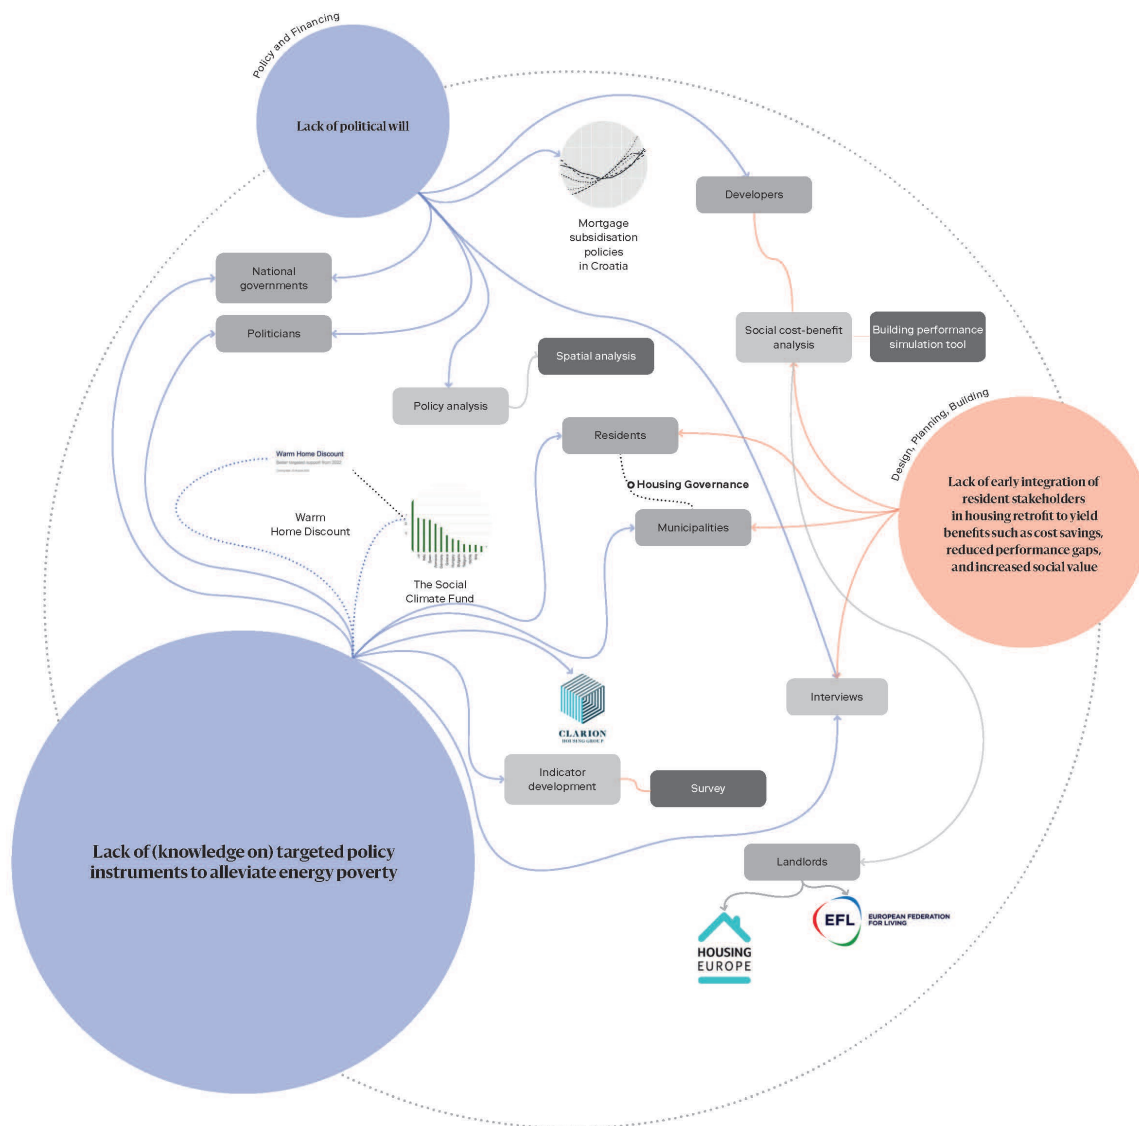 Policy and Financing
Lack of political will
Mortgage
subsidisation
policies
in Croatia
Developers
National
governments
Politicians
Social cost-benefit
analysis
Building performance
simulation tool
Spatial analysis
Policy analysis
Design, Planning, Building
Residents
Warm Home Discount
Housing Governance
Lack of early integration of
resident stakeholders
in housing retrofit to yield
benefits such as cost savings,
reduced performance gaps,
and increased social value
Warm
Home Discount
Municipalities
The Social
Climate Fund
Interviews
CLARION
HOUSING GROUP
Indicator
development
Survey
Lack of (knowledge on) targeted policy
instruments to alleviate energy poverty
Landlords
EFL
EUROPEAN FEDERATION
FOR LIVING
HOUSING
EUROPE